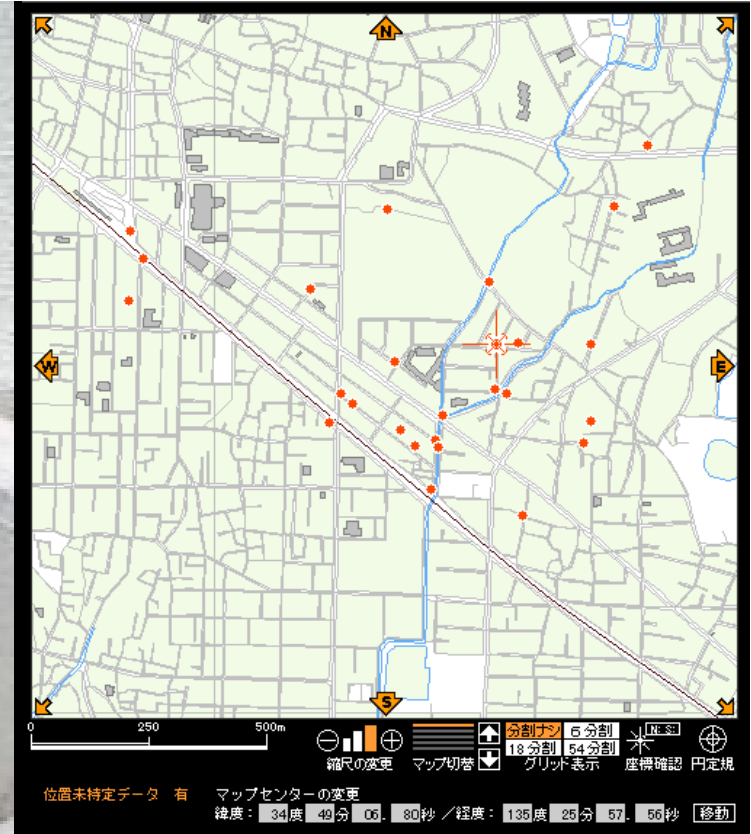 N
W
E
S
0 250 500m
N: S:
分割ナシ 6分割
18分割 54分割
縮尺の変更 マップ切替 グリッド表示 座標確認 円定規
位置未特定データ 有 マップセンターの変更
緯度: 34度 49分 06. 80秒 /経度: 135度 25分 57. 56秒 移動